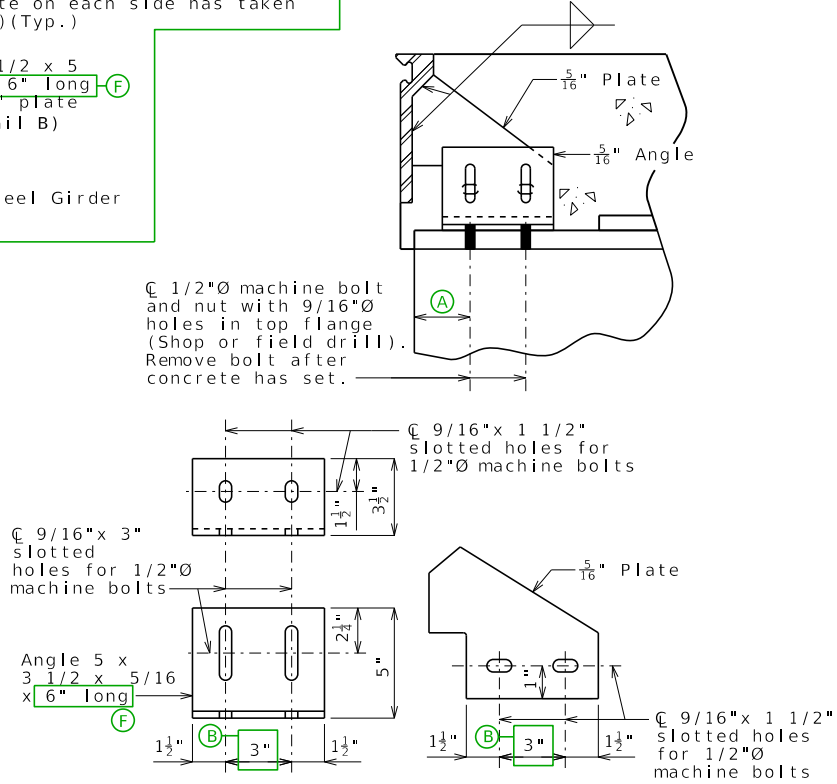 te on each side has taken
)(Typ.)
1/2 x 5
6" long F
" plate
ail B)
eel Girder
5/16" Plate
5/16" Angle
℄ 1/2"Ø machine bolt
and nut with 9/16"Ø
holes in top flange
(Shop or field drill).
Remove bolt after
concrete has set.
A
℄ 9/16"x 1 1/2"
slotted holes for
1/2"Ø machine bolts
1 1/2"
3 1/2"
℄ 9/16"x 3"
slotted
holes for 1/2"Ø
machine bolts
5/16" Plate
2 1/4"
5"
1"
Angle 5 x
3 1/2 x 5/16
x 6" long
F
1 1/2" B 3" 1 1/2"
1 1/2" B 3" 1 1/2"
℄ 9/16"x 1 1/2"
slotted holes
for 1/2"Ø
machine bolts